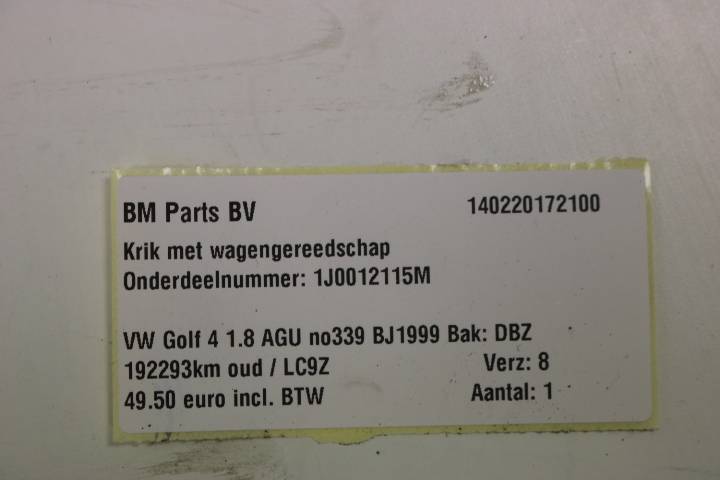 BM Parts BV 140220172100
Krik met wagengereedschap
Onderdeelnummer: 1J0012115M
VW Golf 4 1.8 AGU no339 BJ1999 Bak: DBZ
192293km oud / LC9Z Verz: 8
49.50 euro incl. BTW Aantal: 1